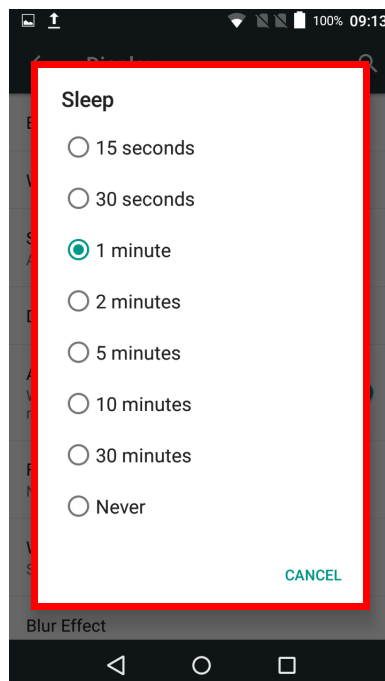 100% 09:13
Sleep
15 seconds
30 seconds
1 minute
2 minutes
5 minutes
10 minutes
30 minutes
Never
CANCEL
Blur Effect